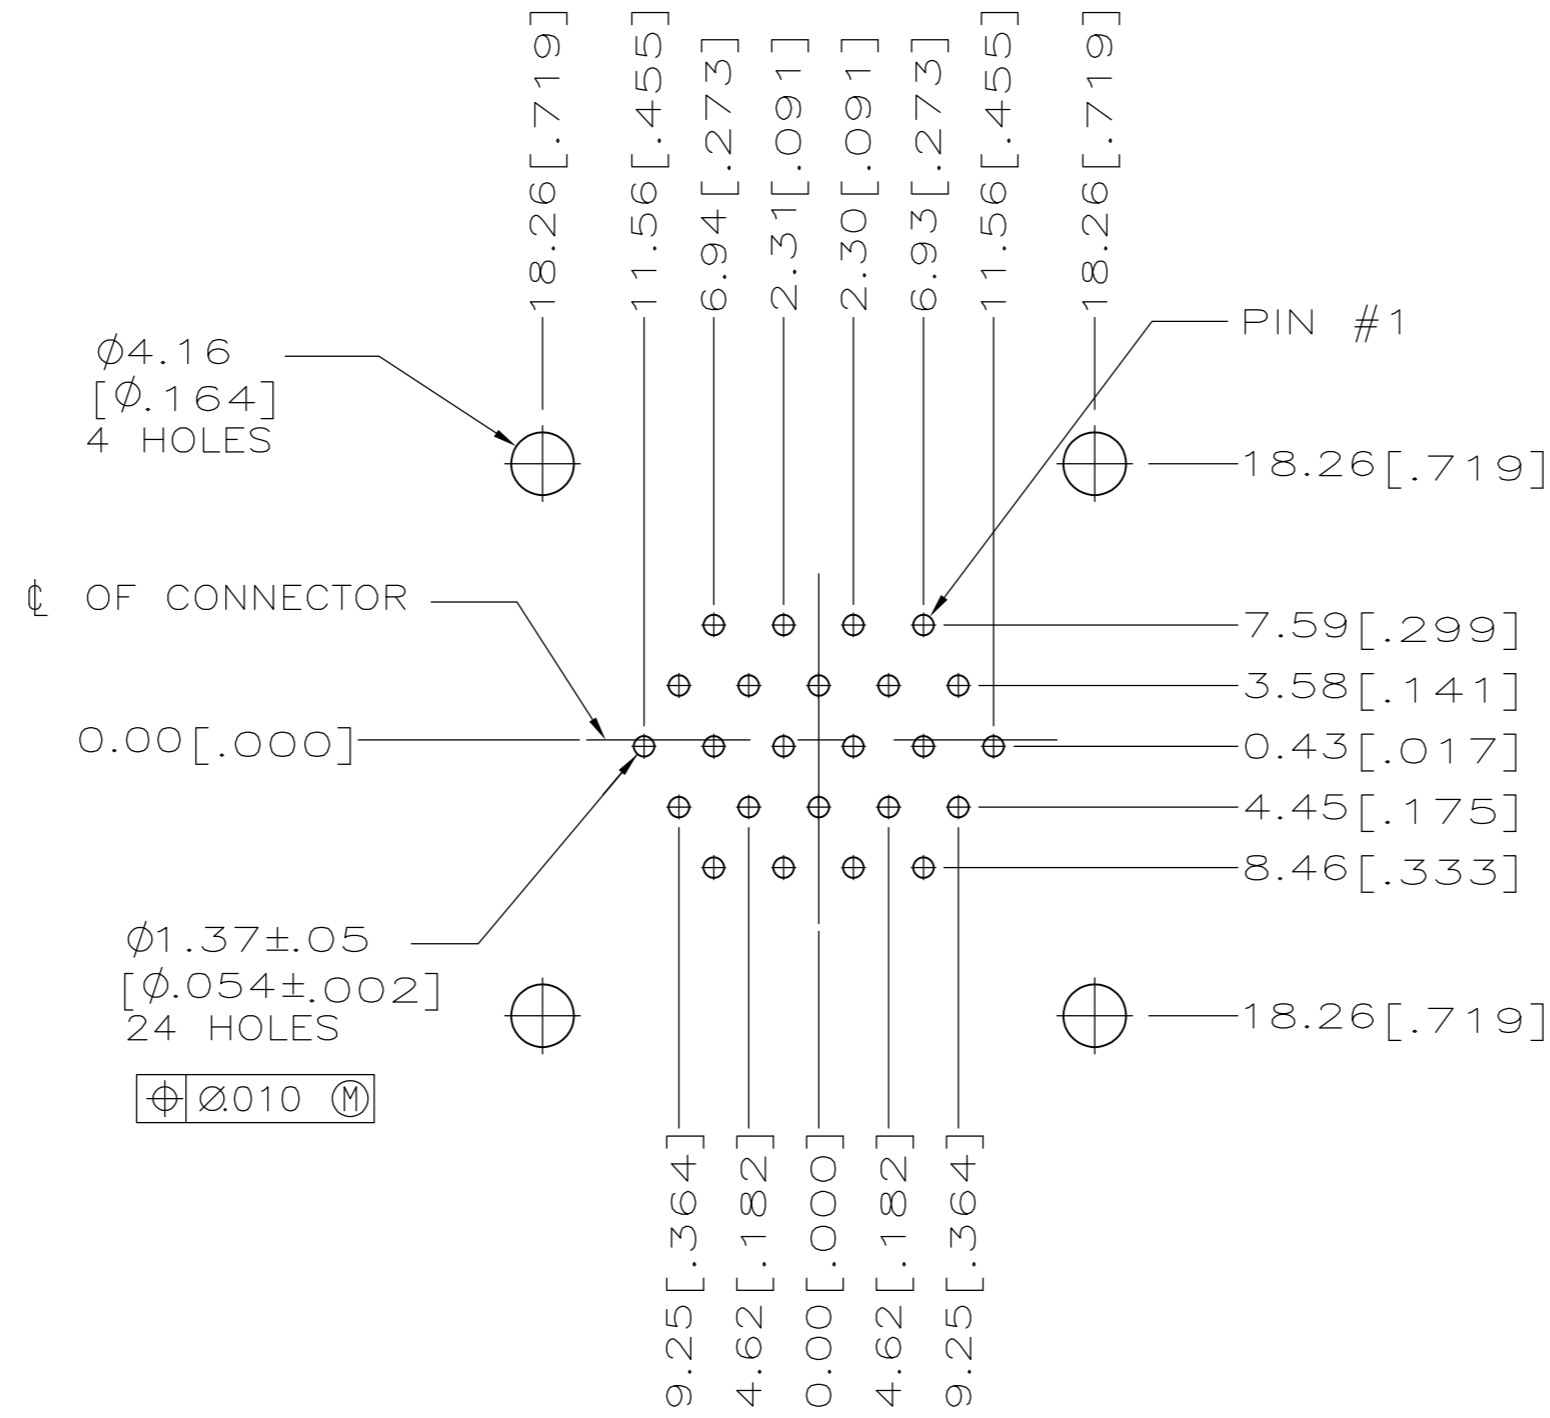 18.26[.719]
11.56[.455]
6.94[.273]
2.31[.091]
2.30[.091]
6.93[.273]
11.56[.455]
18.26[.719]
PIN #1
Ø4.16
[Ø.164]
4 HOLES
18.26[.719]
℄ OF CONNECTOR
7.59[.299]
3.58[.141]
0.00[.000]
0.43[.017]
4.45[.175]
8.46[.333]
Ø1.37±.05
[Ø.054±.002]
24 HOLES
18.26[.719]
⌖ Ø.010 Ⓜ
9.25[.364]
4.62[.182]
0.00[.000]
4.62[.182]
9.25[.364]